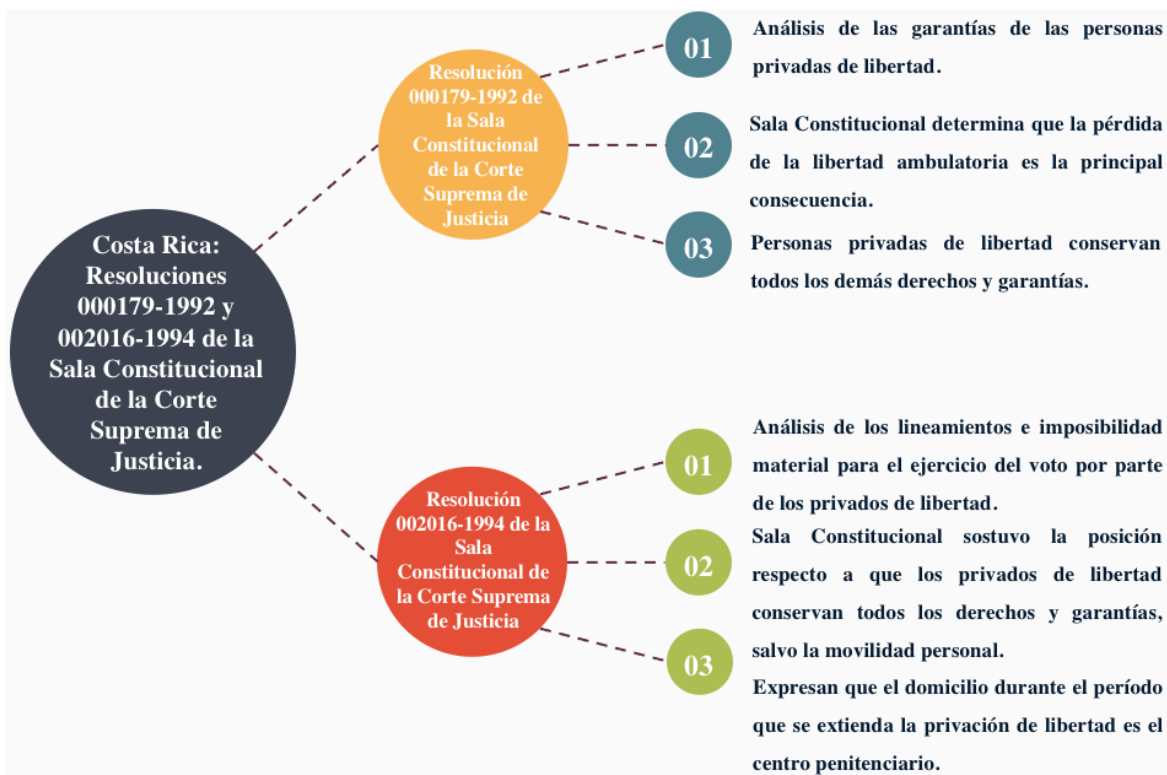 Costa Rica:
Resoluciones
000179-1992 y
002016-1994 de la
Sala Constitucional
de la Corte
Suprema de
Justicia.
Resolución
000179-1992 de
la Sala
Constitucional
de la Corte
Suprema de
Justicia
01
Análisis de las garantías de las personas
privadas de libertad.
02
Sala Constitucional determina que la pérdida
de la libertad ambulatoria es la principal
consecuencia.
03
Personas privadas de libertad conservan
todos los demás derechos y garantías.
Resolución
002016-1994 de la
Sala
Constitucional de
la Corte Suprema
de Justicia
01
Análisis de los lineamientos e imposibilidad
material para el ejercicio del voto por parte
de los privados de libertad.
02
Sala Constitucional sostuvo la posición
respecto a que los privados de libertad
conservan todos los derechos y garantías,
salvo la movilidad personal.
03
Expresan que el domicilio durante el período
que se extienda la privación de libertad es el
centro penitenciario.